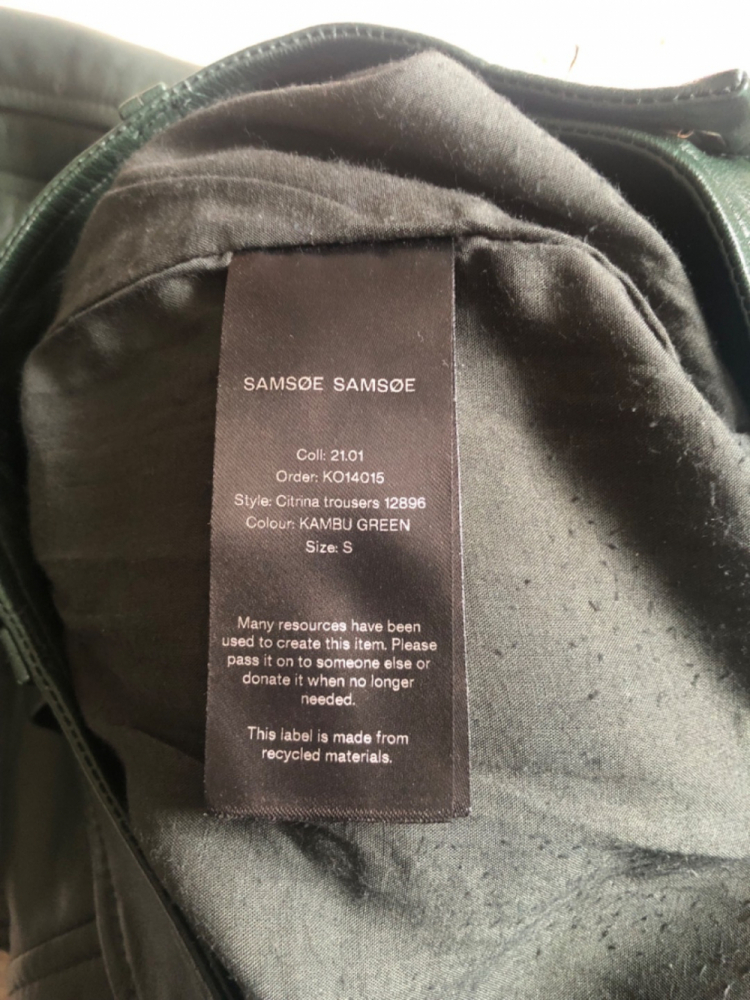 SAMSØE SAMSØE
Coll: 21.01
Order: KO14015
Style: Citrina trousers 12896
Colour: KAMBU GREEN
Size: S
Many resources have been
used to create this item. Please
pass it on to someone else or
donate it when no longer
needed.
This label is made from
recycled materials.